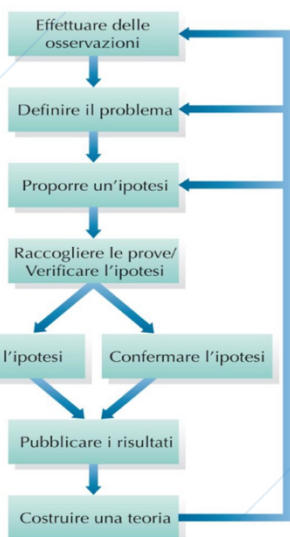 Effettuare delle
osservazioni
Definire il problema
Proporre un'ipotesi
Raccogliere le prove/
Verificare l'ipotesi
l'ipotesi
Confermare l'ipotesi
Pubblicare i risultati
Costruire una teoria